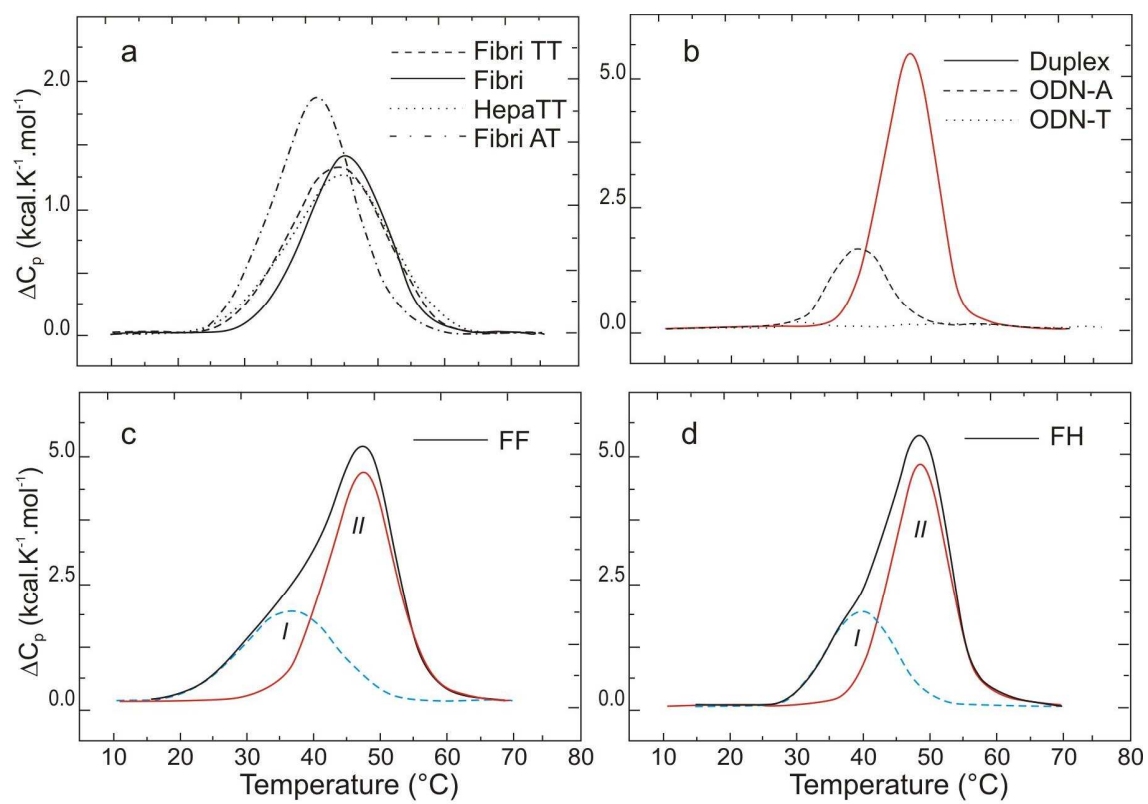 a
Fibri TT
Fibri
HepaTT
Fibri AT
2.0
1.0
0.0
ΔCp (kcal.K⁻¹.mol⁻¹)
b
Duplex
ODN-A
ODN-T
5.0
2.5
0.0
c
FF
5.0
2.5
0.0
I
II
ΔCp (kcal.K⁻¹.mol⁻¹)
10 20 30 40 50 60 70 80
Temperature (°C)
d
FH
5.0
2.5
0.0
I
II
10 20 30 40 50 60 70 80
Temperature (°C)